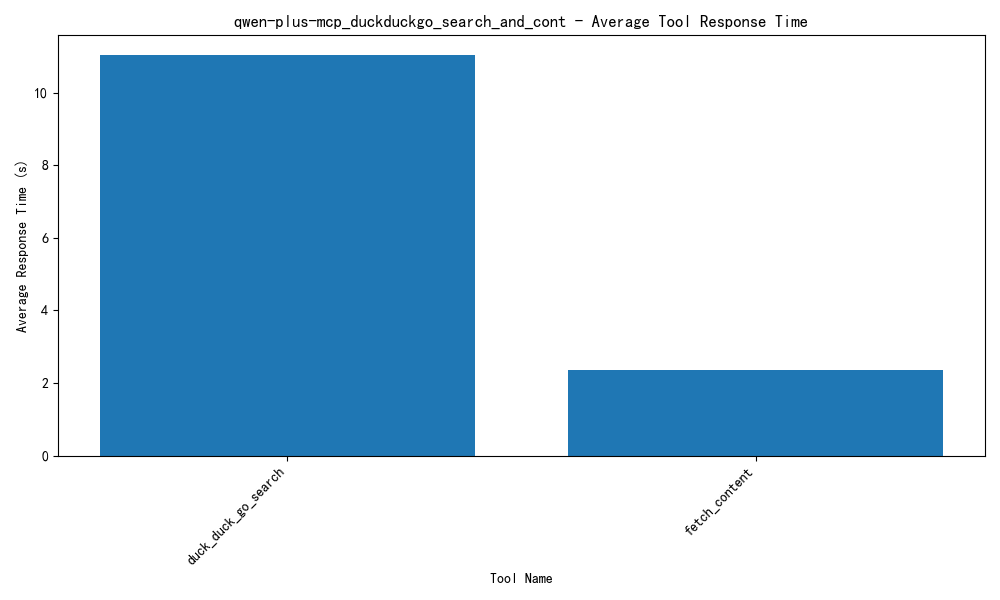 qwen-plus-mcp_duckduckgo_search_and_cont - Average Tool Response Time
Average Response Time (s)
10
8
6
4
2
0
duck_duck_go_search
fetch_content
Tool Name